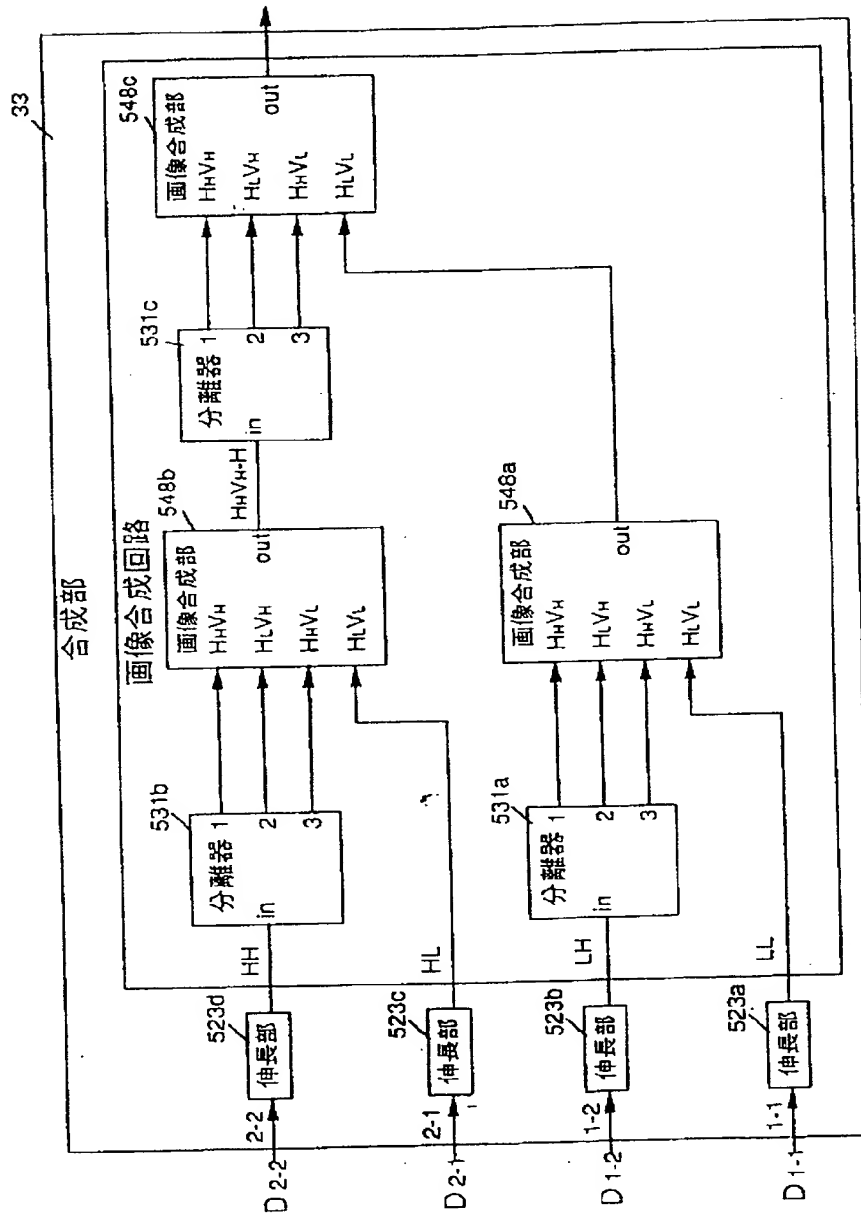 33
合成部
画像合成回路
D2-2
2-2
伸長部
523d
HH
分離器
531b
in
1
2
3
画像合成部
548b
HHVH
HLVH
HHVL
HLVL
out
HHVH-H
分離器
531c
in
1
2
3
画像合成部
548c
HHVH
HLVH
HHVL
HLVL
out
D2-1
2-1
伸長部
523c
HL
D1-2
1-2
伸長部
523b
LH
分離器
531a
in
1
2
3
画像合成部
548a
HHVH
HLVH
HHVL
HLVL
out
D1-1
1-1
伸長部
523a
LL